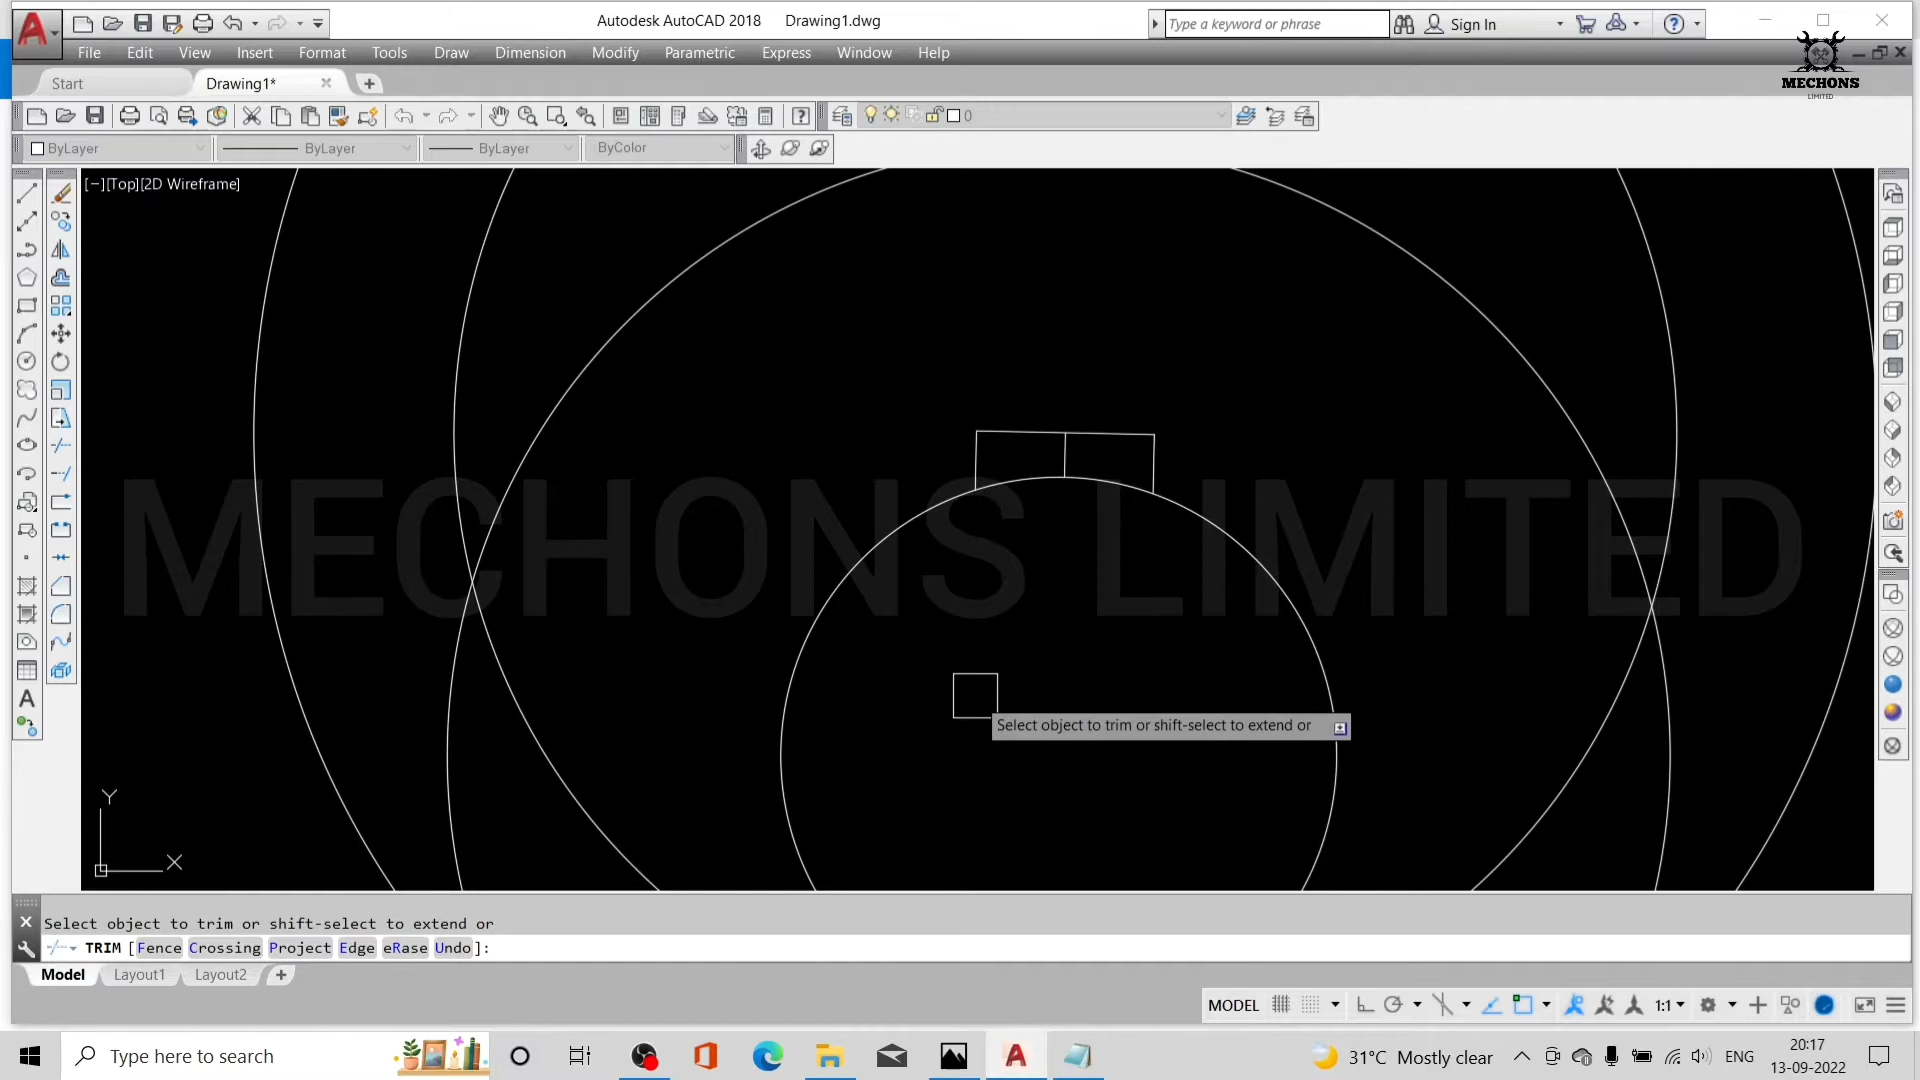 Autodesk AutoCAD 2018 Drawing1.dwg
Type a keyword or phrase
Sign In
File Edit View Insert Format Tools Draw Dimension Modify Parametric Express Window Help
MECHONS
LIMITED
Start Drawing1*
0
ByLayer ByLayer ByLayer ByColor
[−][Top][2D Wireframe]
MECHONS LIMITED
Select object to trim or shift-select to extend or
Y
X
A
Select object to trim or shift-select to extend or
TRIM [Fence Crossing Project Edge eRase Undo]:
Model Layout1 Layout2
MODEL 1:1
Type here to search
31°C Mostly clear ENG
20:17
13-09-2022